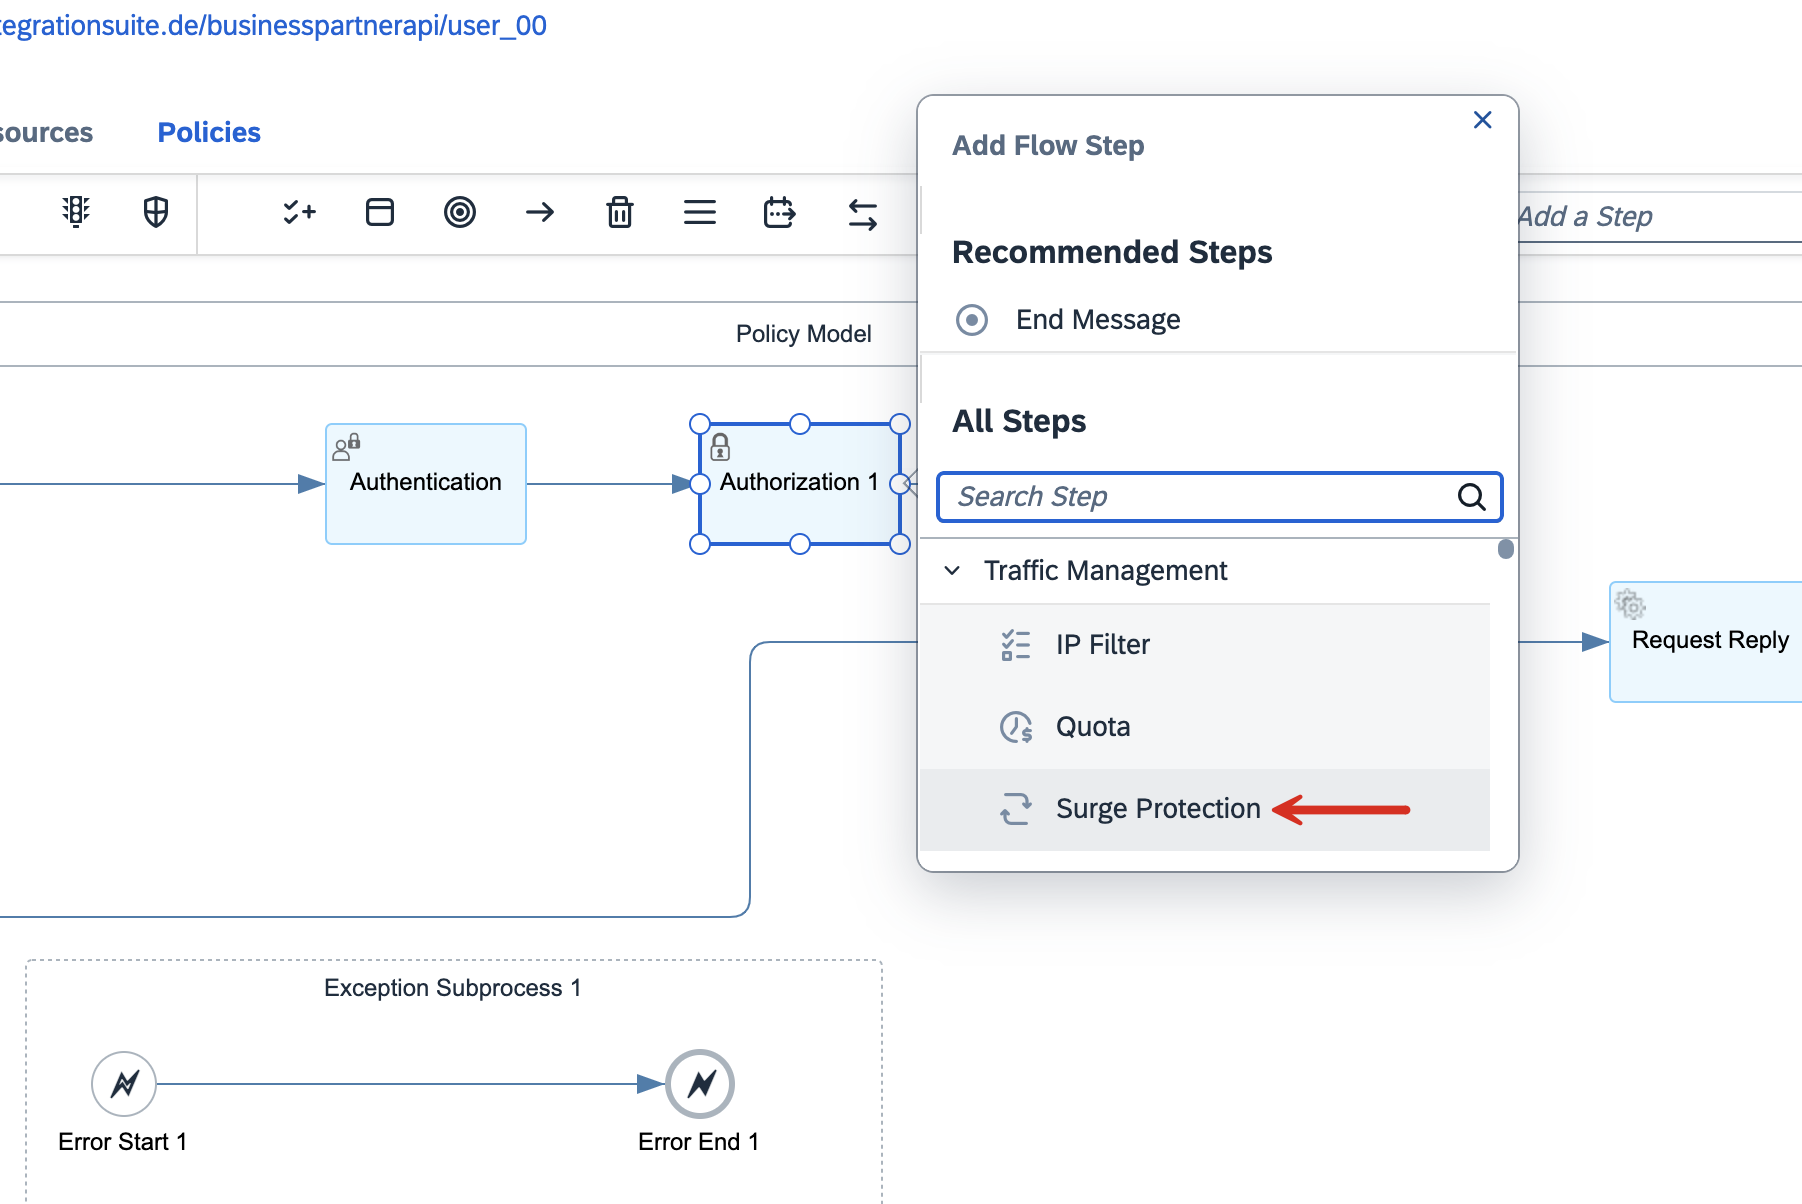 tegrationsuite.de/businesspartnerapi/user_00
sources
Policies
Add a Step
Policy Model
Authentication
Authorization 1
Add Flow Step
Recommended Steps
End Message
All Steps
Search Step
Traffic Management
IP Filter
Quota
Surge Protection
Request Reply
Exception Subprocess 1
Error Start 1
Error End 1